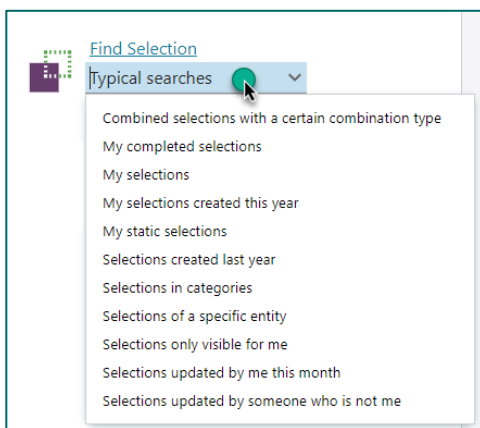 Find Selection
Typical searches
Combined selections with a certain combination type
My completed selections
My selections
My selections created this year
My static selections
Selections created last year
Selections in categories
Selections of a specific entity
Selections only visible for me
Selections updated by me this month
Selections updated by someone who is not me